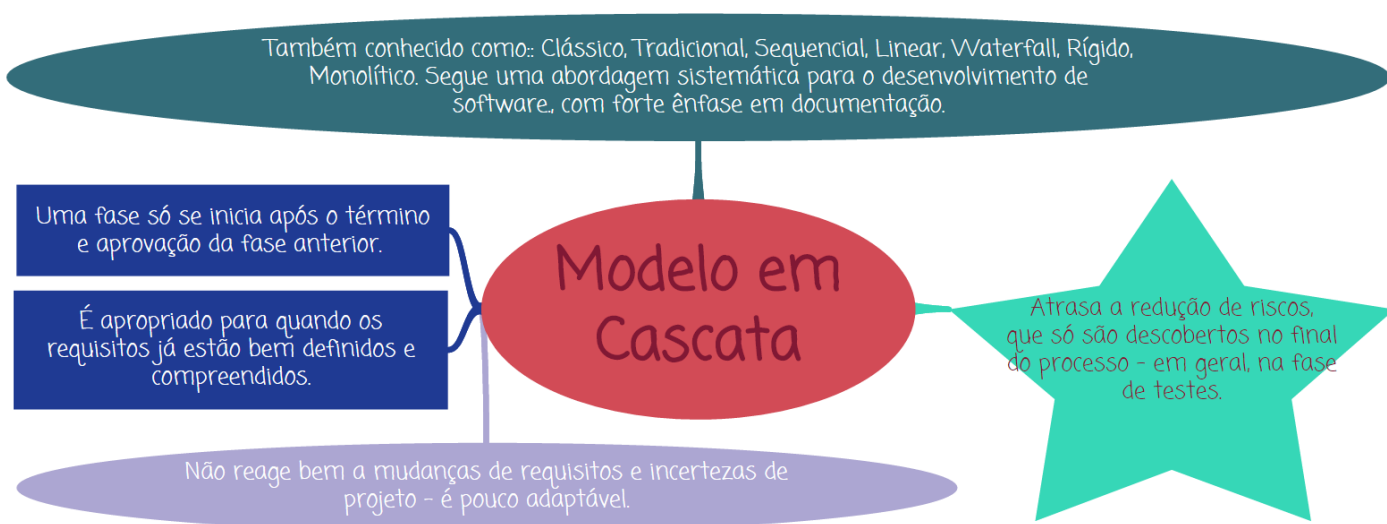 Também conhecido como:: Clássico, Tradicional, Sequencial, Linear, Waterfall, Rígido,
Monolítico. Segue uma abordagem sistemática para o desenvolvimento de
software., com forte ênfase em documentação.
Uma fase só se inicia após o término
e aprovação da fase anterior.
É apropriado para quando os
requisitos já estão bem definidos e
compreendidos.
Modelo em
Cascata
Atrasa a redução de riscos,
que só são descobertos no final
do processo - em geral, na fase
de testes.
Não reage bem a mudanças de requisitos e incertezas de
projeto - é pouco adaptável.